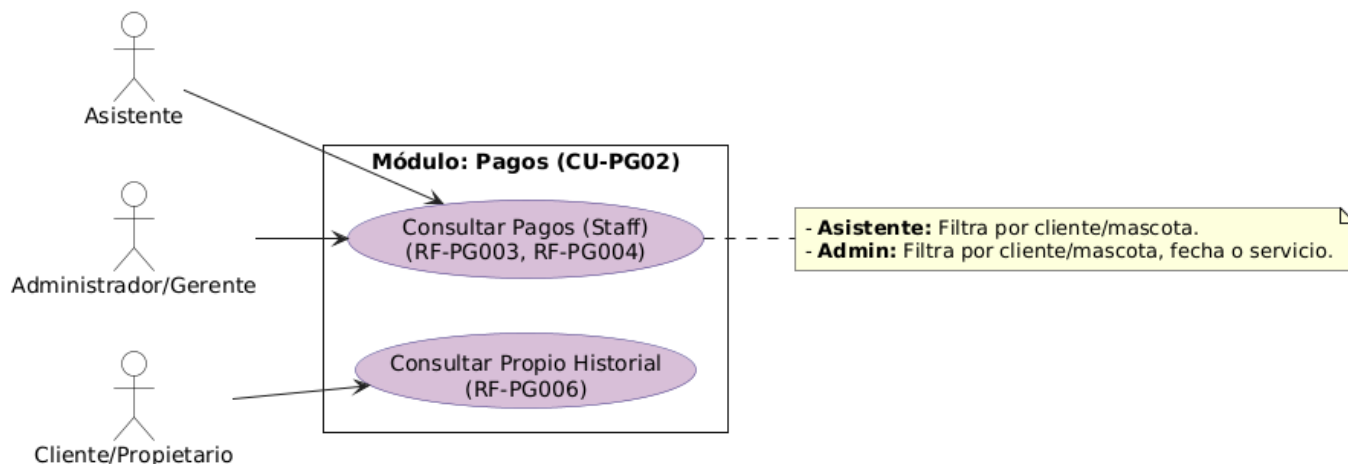 Asistente
Módulo: Pagos (CU-PG02)
Consultar Pagos (Staff)
(RF-PG003, RF-PG004)
- Asistente: Filtra por cliente/mascota.
- Admin: Filtra por cliente/mascota, fecha o servicio.
Administrador/Gerente
Consultar Propio Historial
(RF-PG006)
Cliente/Propietario